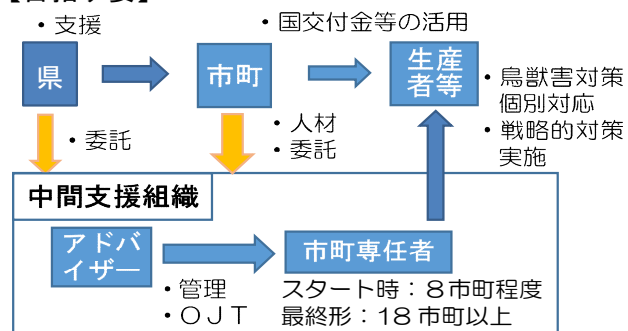 ・支援
・国交付金等の活用
県
市町
生産
者等
・鳥獣害対策
個別対応
・戦略的対策
実施
・委託
・人材
・委託
中間支援組織
アドバ
イザー
市町専任者
・管理
・ＯＪＴ
スタート時：８市町程度
最終形：18市町以上